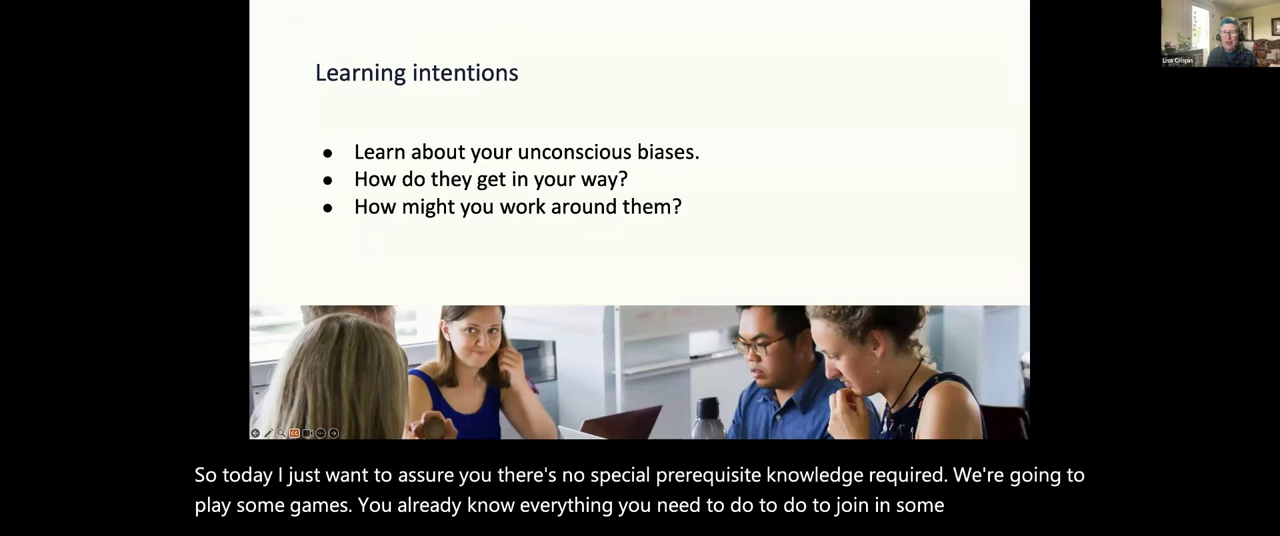 Learning intentions
Lisa Crispin
● Learn about your unconscious biases.
● How do they get in your way?
● How might you work around them?
CC
So today I just want to assure you there's no special prerequisite knowledge required. We're going to
play some games. You already know everything you need to do to do to join in some